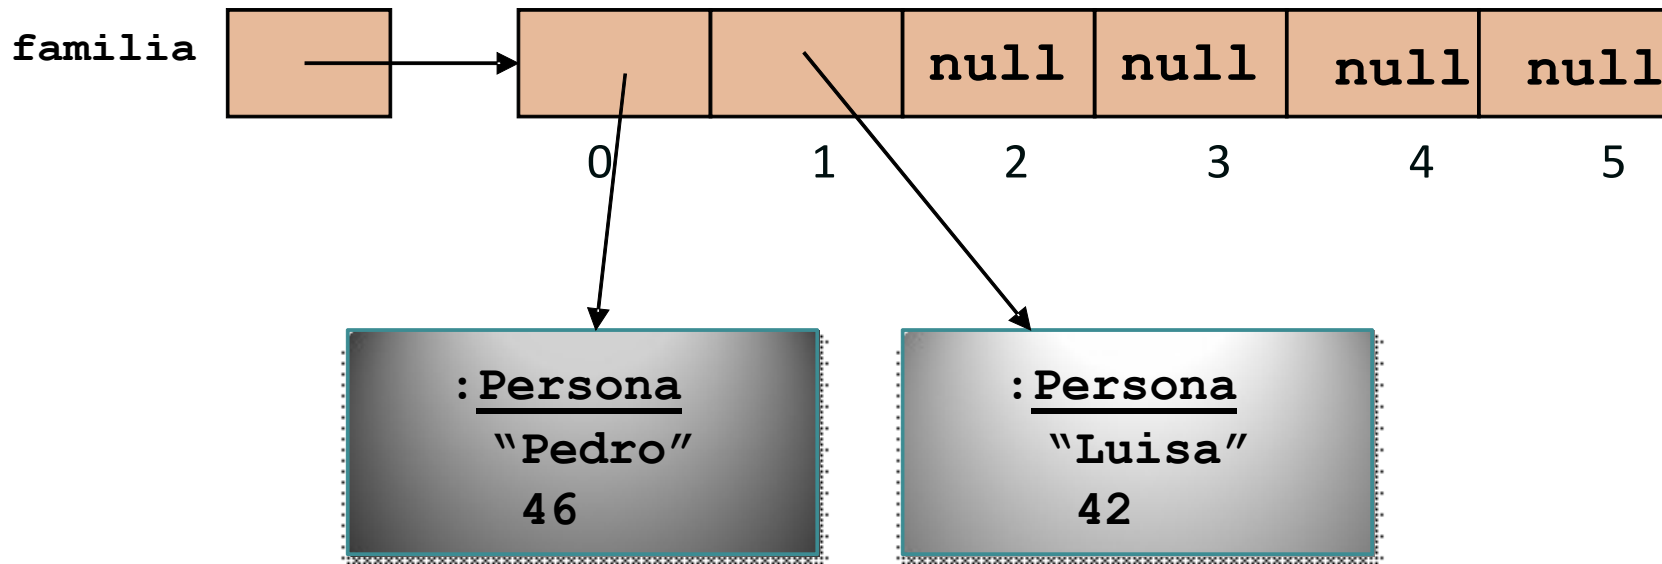 familia null null null null
0 1 2 3 4 5
:Persona :Persona
“Pedro” “Luisa”
46 42